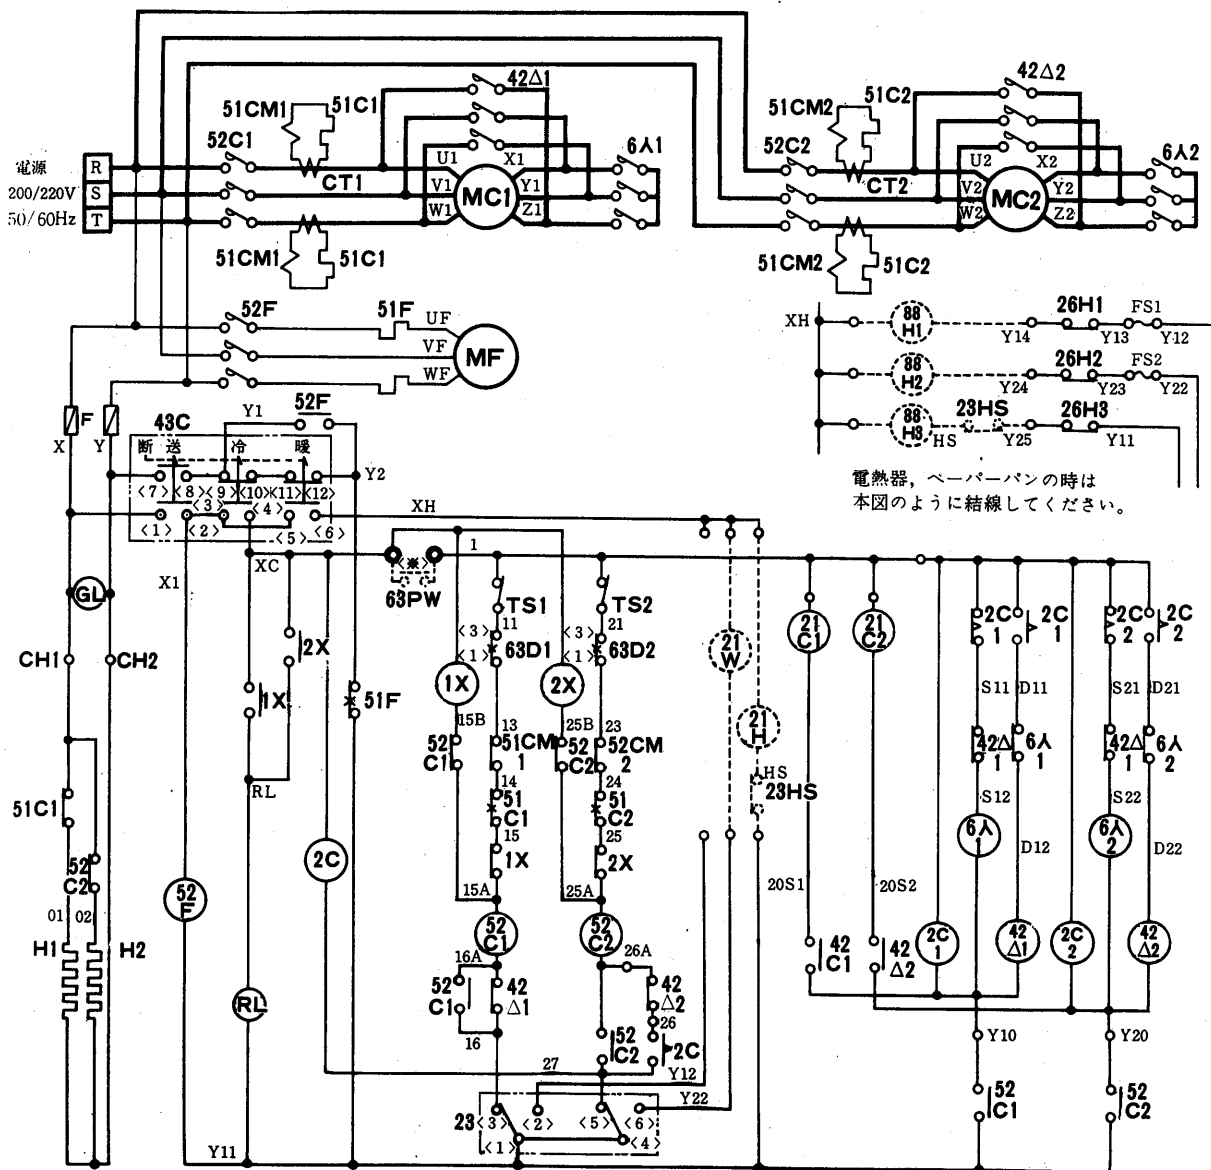 42Δ1
51CM1
51C1
52C1
6人1
電源
200/220V
50/60Hz
R
S
T
CT1
U1
V1
W1
MC1
X1
Y1
Z1
51CM1
51C1
42Δ2
51CM2
51C2
52C2
6人2
CT2
U2
V2
W2
MC2
X2
Y2
Z2
51CM2
51C2
52F
51F
UF
VF
WF
MF
XH
88
H1
Y14
26H1
Y13
FS1
Y12
88
H2
Y24
26H2
Y23
FS2
Y22
88
H3
HS
23HS
Y25
26H3
Y11
電熱器,ペーパーパンの時は
本図のように結線してください。
F
X
Y
43C
Y1
52F
断 送 冷 暖
Y2
<7> <8> <9> <10> <11> <12>
<3> <4>
<1> <2> <5> <6>
XH
X1
XC
1
<※>
63PW
GL
CH1
CH2
2X
1X
51F
RL
TS1
11
<3>
<1>
63D1
1X
15B
52
C1
13
51CM
1
14
51
C1
15
1X
15A
52
C1
16A
52
C1
42
Δ1
16
TS2
21
<3>
<1>
63D2
2X
25B
52
C2
23
52CM
2
24
51
C2
25
2X
25A
52
C2
26A
42
Δ2
26
52
C2
2C
27
Y12
Y22
21
W
21
H
HS
23HS
21
C1
21
C2
20S1
20S2
42
C1
42
Δ2
2C
1
2C
1
S11
D11
42Δ
1
6人
1
S12
6人
1
D12
2C
1
42
Δ1
2C
2
2C
2
S21
D21
42Δ
1
6人
2
S22
6人
2
D22
2C
2
42
Δ2
Y10
Y20
52
C1
52
C2
51C1
52
C2
01
02
H1
H2
52
F
RL
2C
23
<3> <2> <5> <6>
<1> <4>
Y11